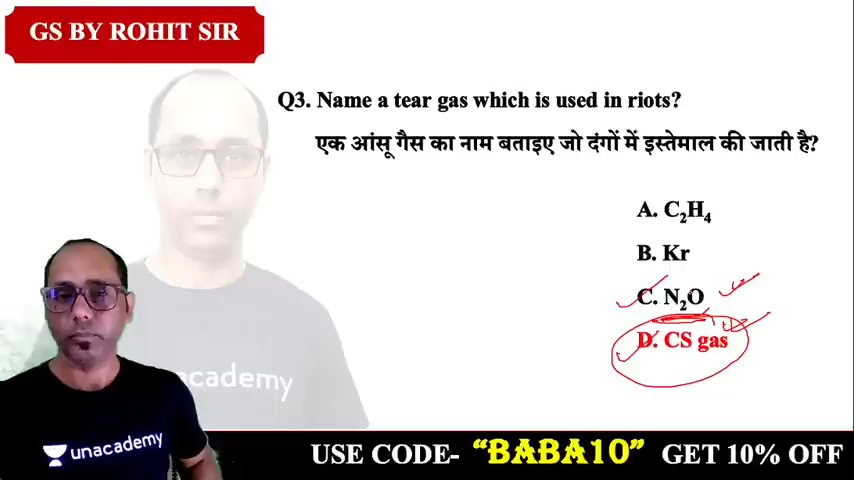 GS BY ROHIT SIR
Q3. Name a tear gas which is used in riots?
एक आंसू गैस का नाम बताइए जो दंगों में इस्तेमाल की जाती है?
A. C₂H₄
B. Kr
C. N₂O
D. CS gas
unacademy
unacademy
USE CODE- “BABA10” GET 10% OFF